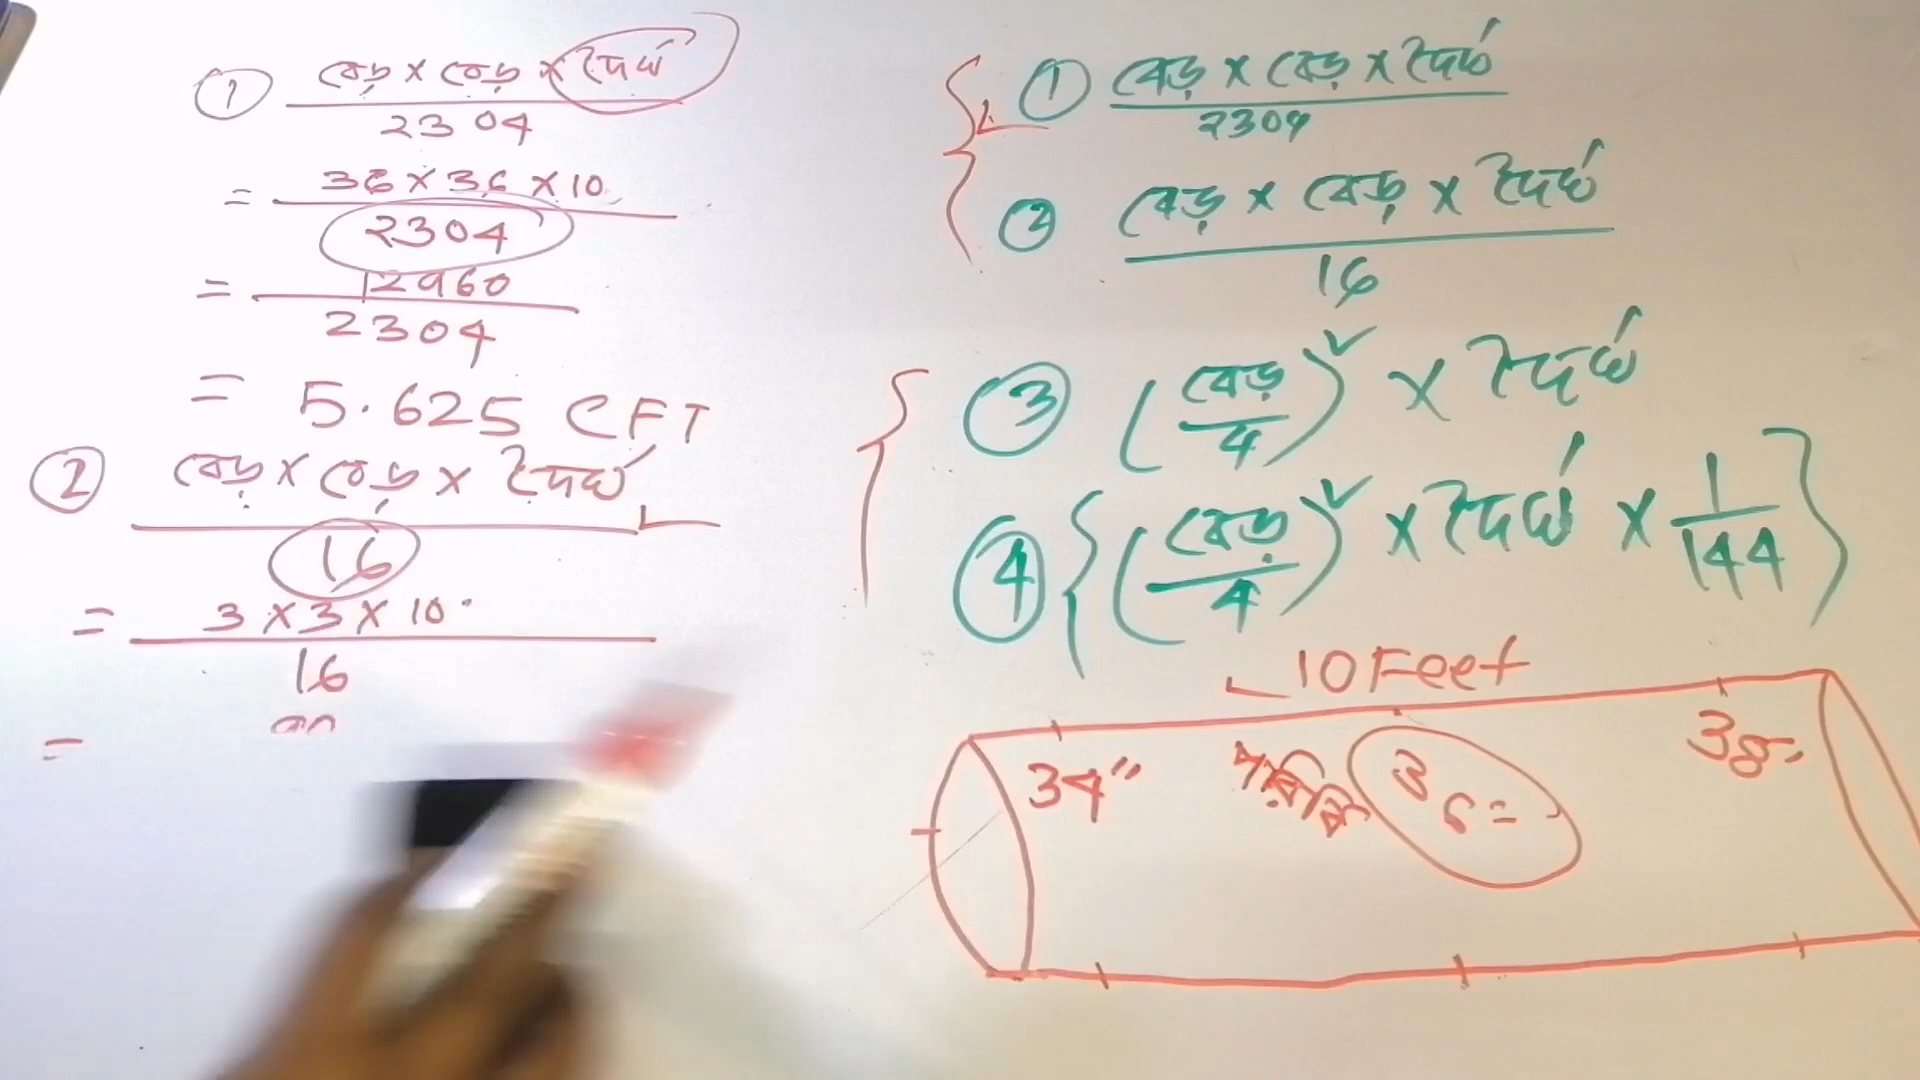 ① বেড় × বেড় × দৈর্ঘ্য
2304
= 36 × 36 × 10
2304
= 12960
2304
= 5.625 CFT
② বেড় × বেড় × দৈর্ঘ্য
16
= 3 × 3 × 10
16
=
① বেড় × বেড় × দৈর্ঘ্য
2304
② বেড় × বেড় × দৈর্ঘ্য
16
③ (বেড়/4)² × দৈর্ঘ্য
④ {(বেড়/4)² × দৈর্ঘ্য × 1/144}
10 Feet
34" পরিধি 36" 38"